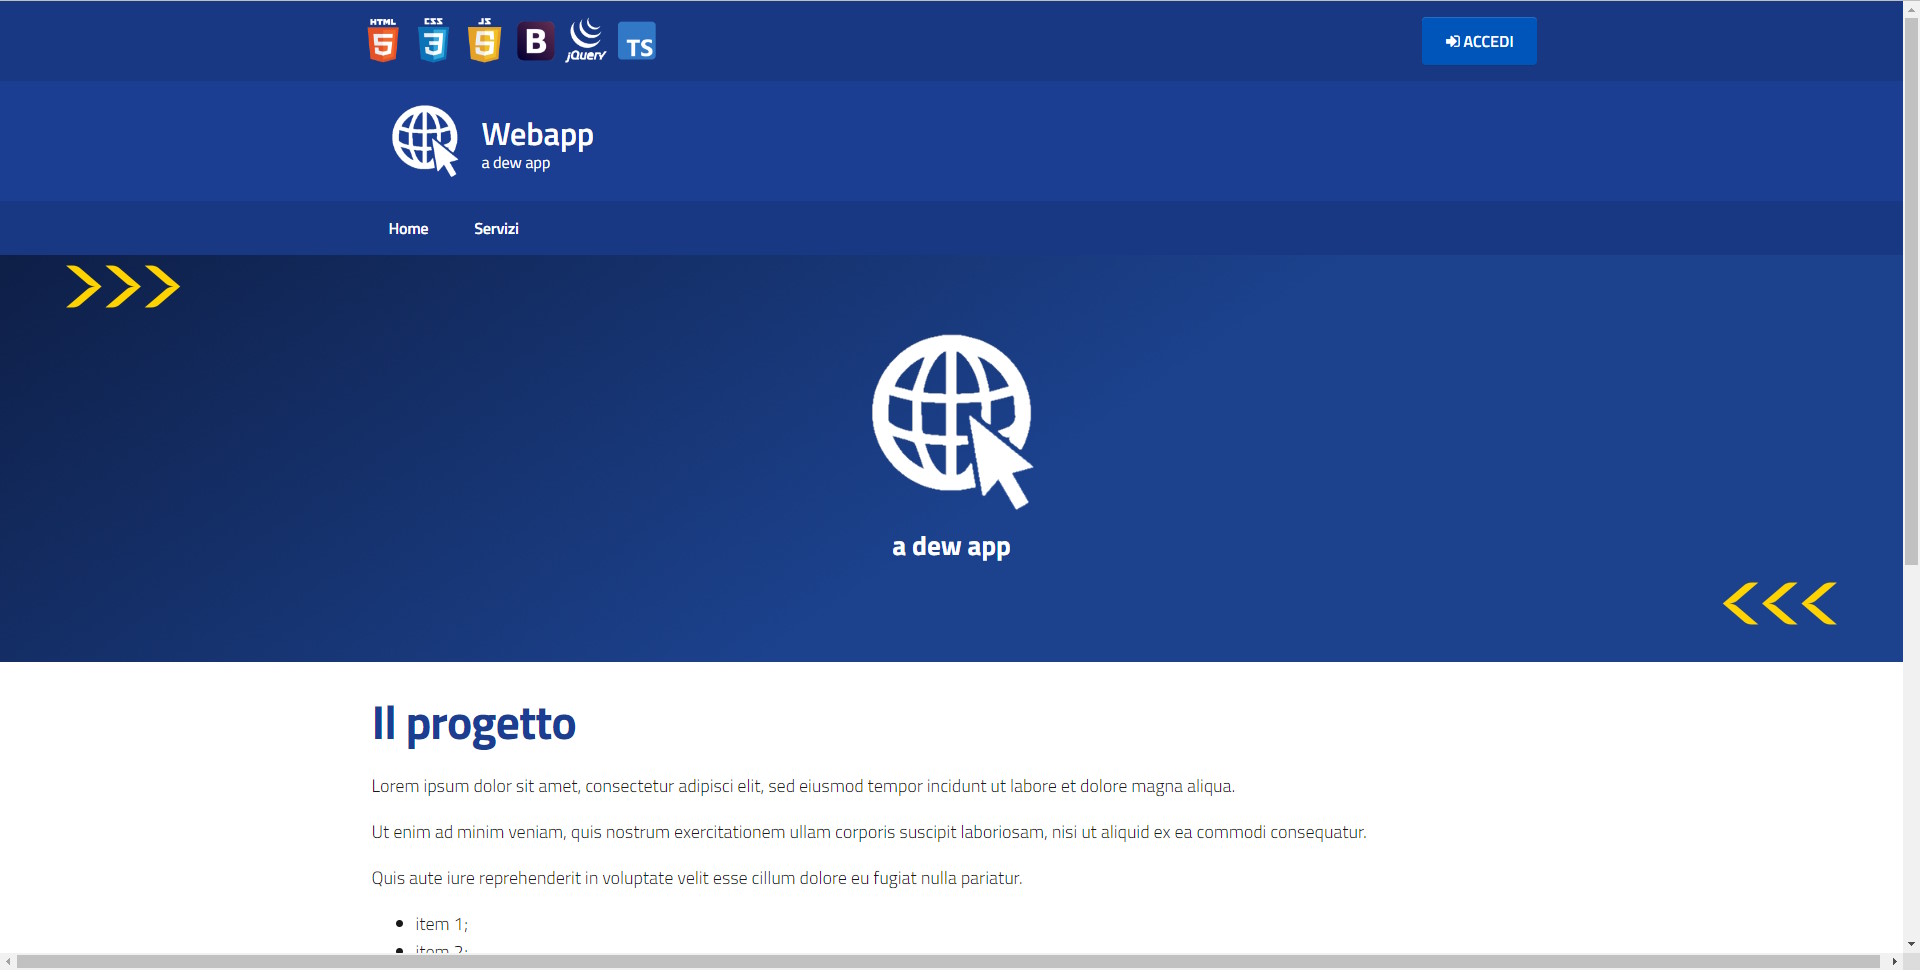 HTML CSS JS
5 3 5 B jQuery TS
ACCEDI
Webapp
a dew app
Home Servizi
a dew app
Il progetto
Lorem ipsum dolor sit amet, consectetur adipisci elit, sed eiusmod tempor incidunt ut labore et dolore magna aliqua.
Ut enim ad minim veniam, quis nostrum exercitationem ullam corporis suscipit laboriosam, nisi ut aliquid ex ea commodi consequatur.
Quis aute iure reprehenderit in voluptate velit esse cillum dolore eu fugiat nulla pariatur.
item 1;
item 2;